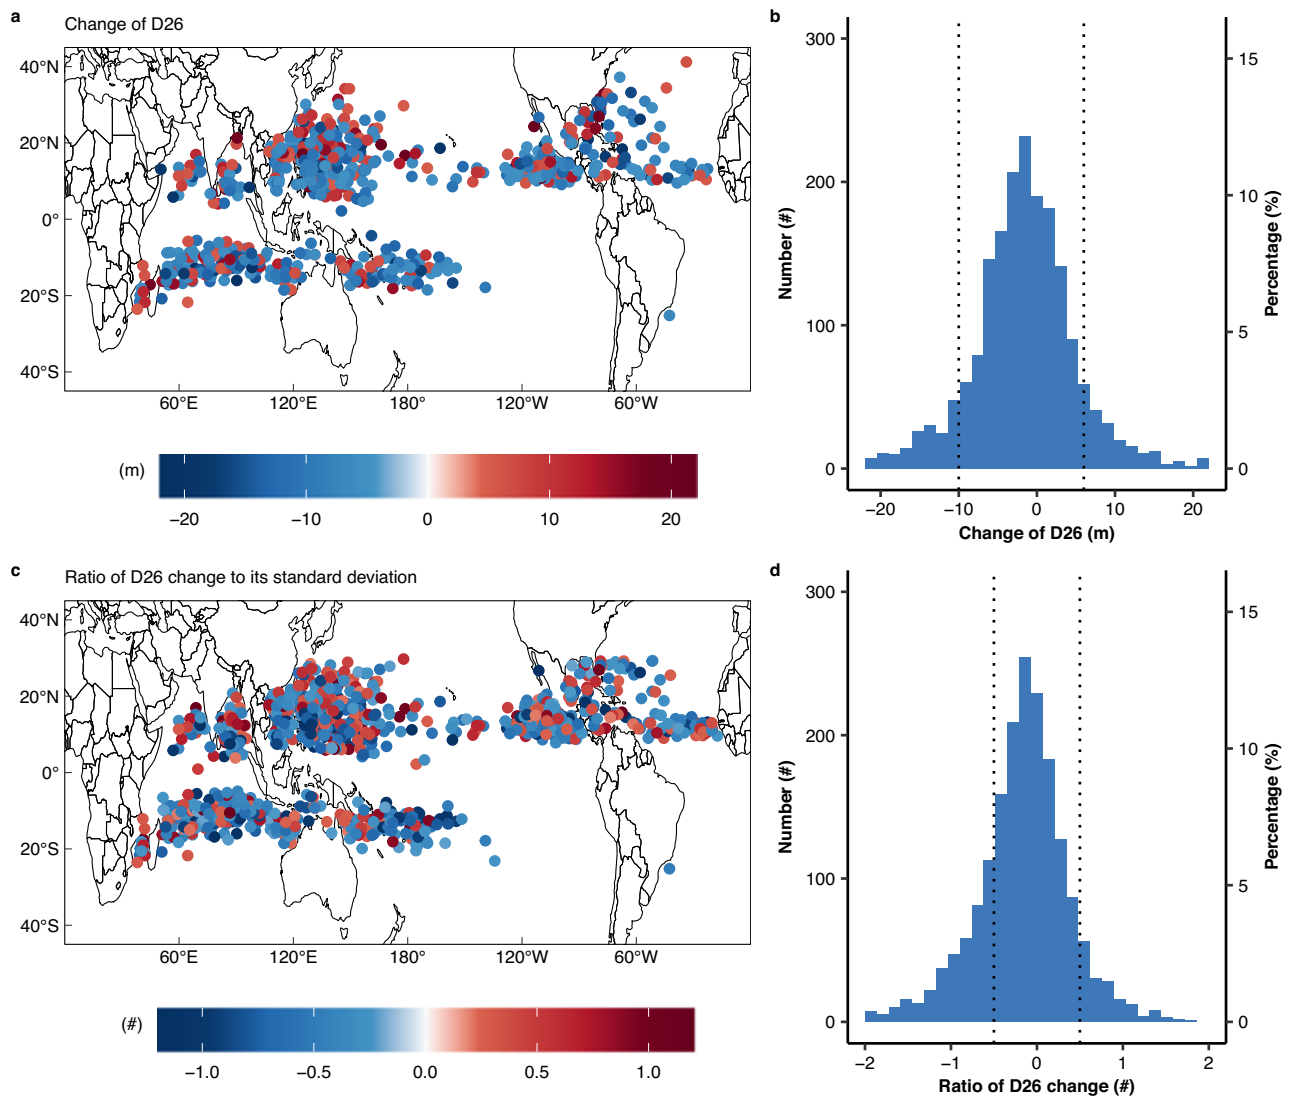 a
Change of D26
40°N
20°N
0°
20°S
40°S
60°E
120°E
180°
120°W
60°W
(m)
−20
−10
0
10
20
b
300
200
100
0
Number (#)
15
10
5
0
Percentage (%)
−20
−10
0
10
20
Change of D26 (m)
c
Ratio of D26 change to its standard deviation
40°N
20°N
0°
20°S
40°S
60°E
120°E
180°
120°W
60°W
(#)
−1.0
−0.5
0.0
0.5
1.0
d
300
200
100
0
Number (#)
15
10
5
0
Percentage (%)
−2
−1
0
1
2
Ratio of D26 change (#)